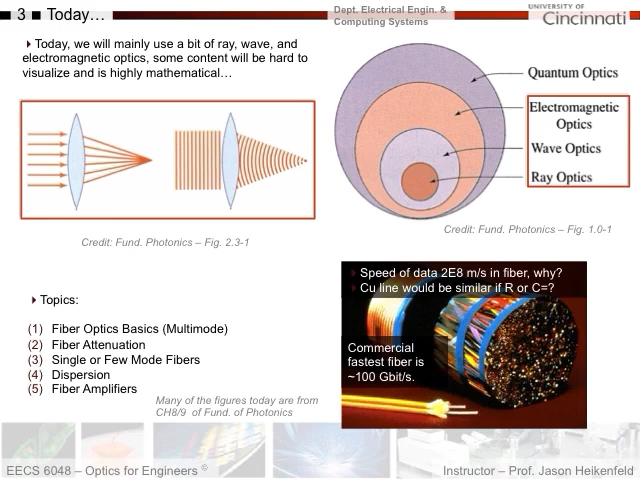 3 Today…
Dept. Electrical Engin. &
Computing Systems
UNIVERSITY OF
Cincinnati
Today, we will mainly use a bit of ray, wave, and
electromagnetic optics, some content will be hard to
visualize and is highly mathematical…
Quantum Optics
Electromagnetic
Optics
Wave Optics
Ray Optics
Credit: Fund. Photonics – Fig. 2.3-1
Credit: Fund. Photonics – Fig. 1.0-1
Speed of data 2E8 m/s in fiber, why?
Cu line would be similar if R or C=?
Commercial
fastest fiber is
~100 Gbit/s.
Topics:
(1) Fiber Optics Basics (Multimode)
(2) Fiber Attenuation
(3) Single or Few Mode Fibers
(4) Dispersion
(5) Fiber Amplifiers
Many of the figures today are from
CH8/9 of Fund. of Photonics
EECS 6048 – Optics for Engineers ©
Instructor – Prof. Jason Heikenfeld